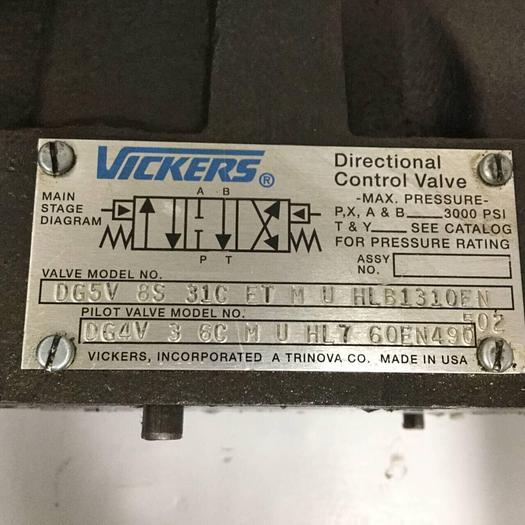 VICKERS®
Directional
Control Valve
-MAX. PRESSURE-
P,X, A & B____3000 PSI
T & Y____ SEE CATALOG
FOR PRESSURE RATING
MAIN
STAGE
DIAGRAM
A B
P T
ASSY
NO.
VALVE MODEL NO.
DG5V 8S 31C ET M U HLB1310EN
502
PILOT VALVE MODEL NO.
DG4V 3 6C M U HL7 60EN490
VICKERS, INCORPORATED A TRINOVA CO. MADE IN USA